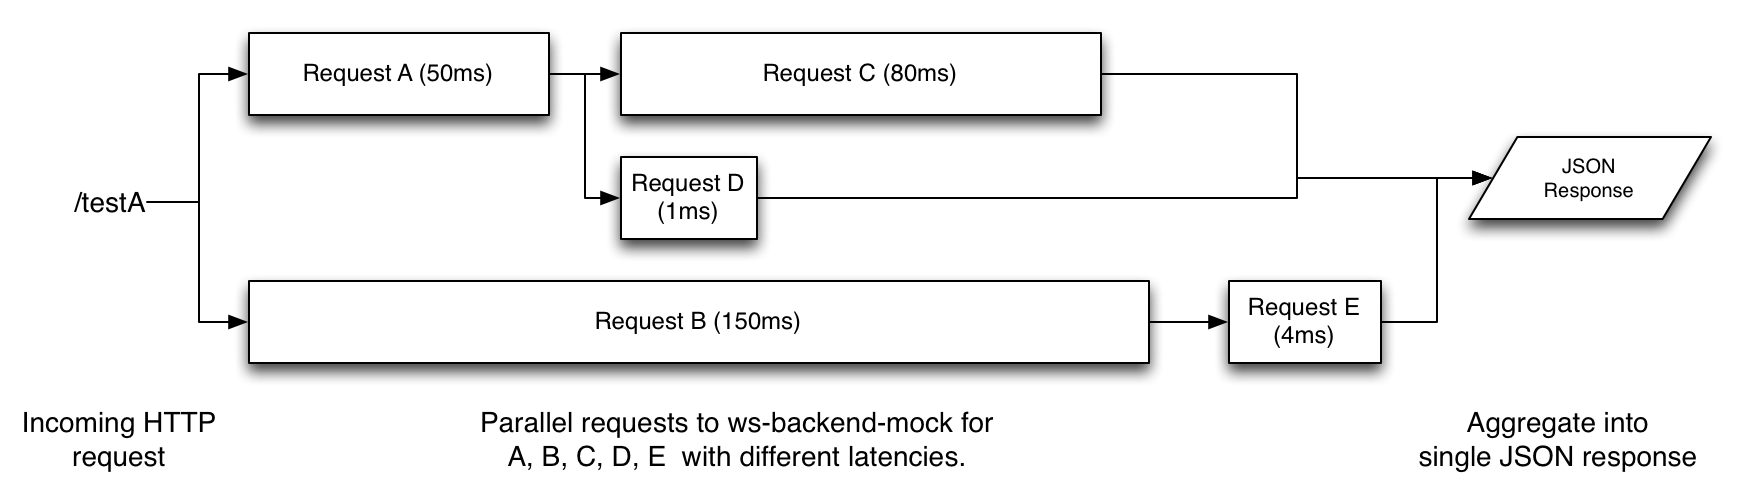 Request A (50ms)
Request C (80ms)
JSON
Response
Request D
(1ms)
/testA
Request B (150ms)
Request E
(4ms)
Incoming HTTP
request
Parallel requests to ws-backend-mock for
A, B, C, D, E  with different latencies.
Aggregate into
single JSON response